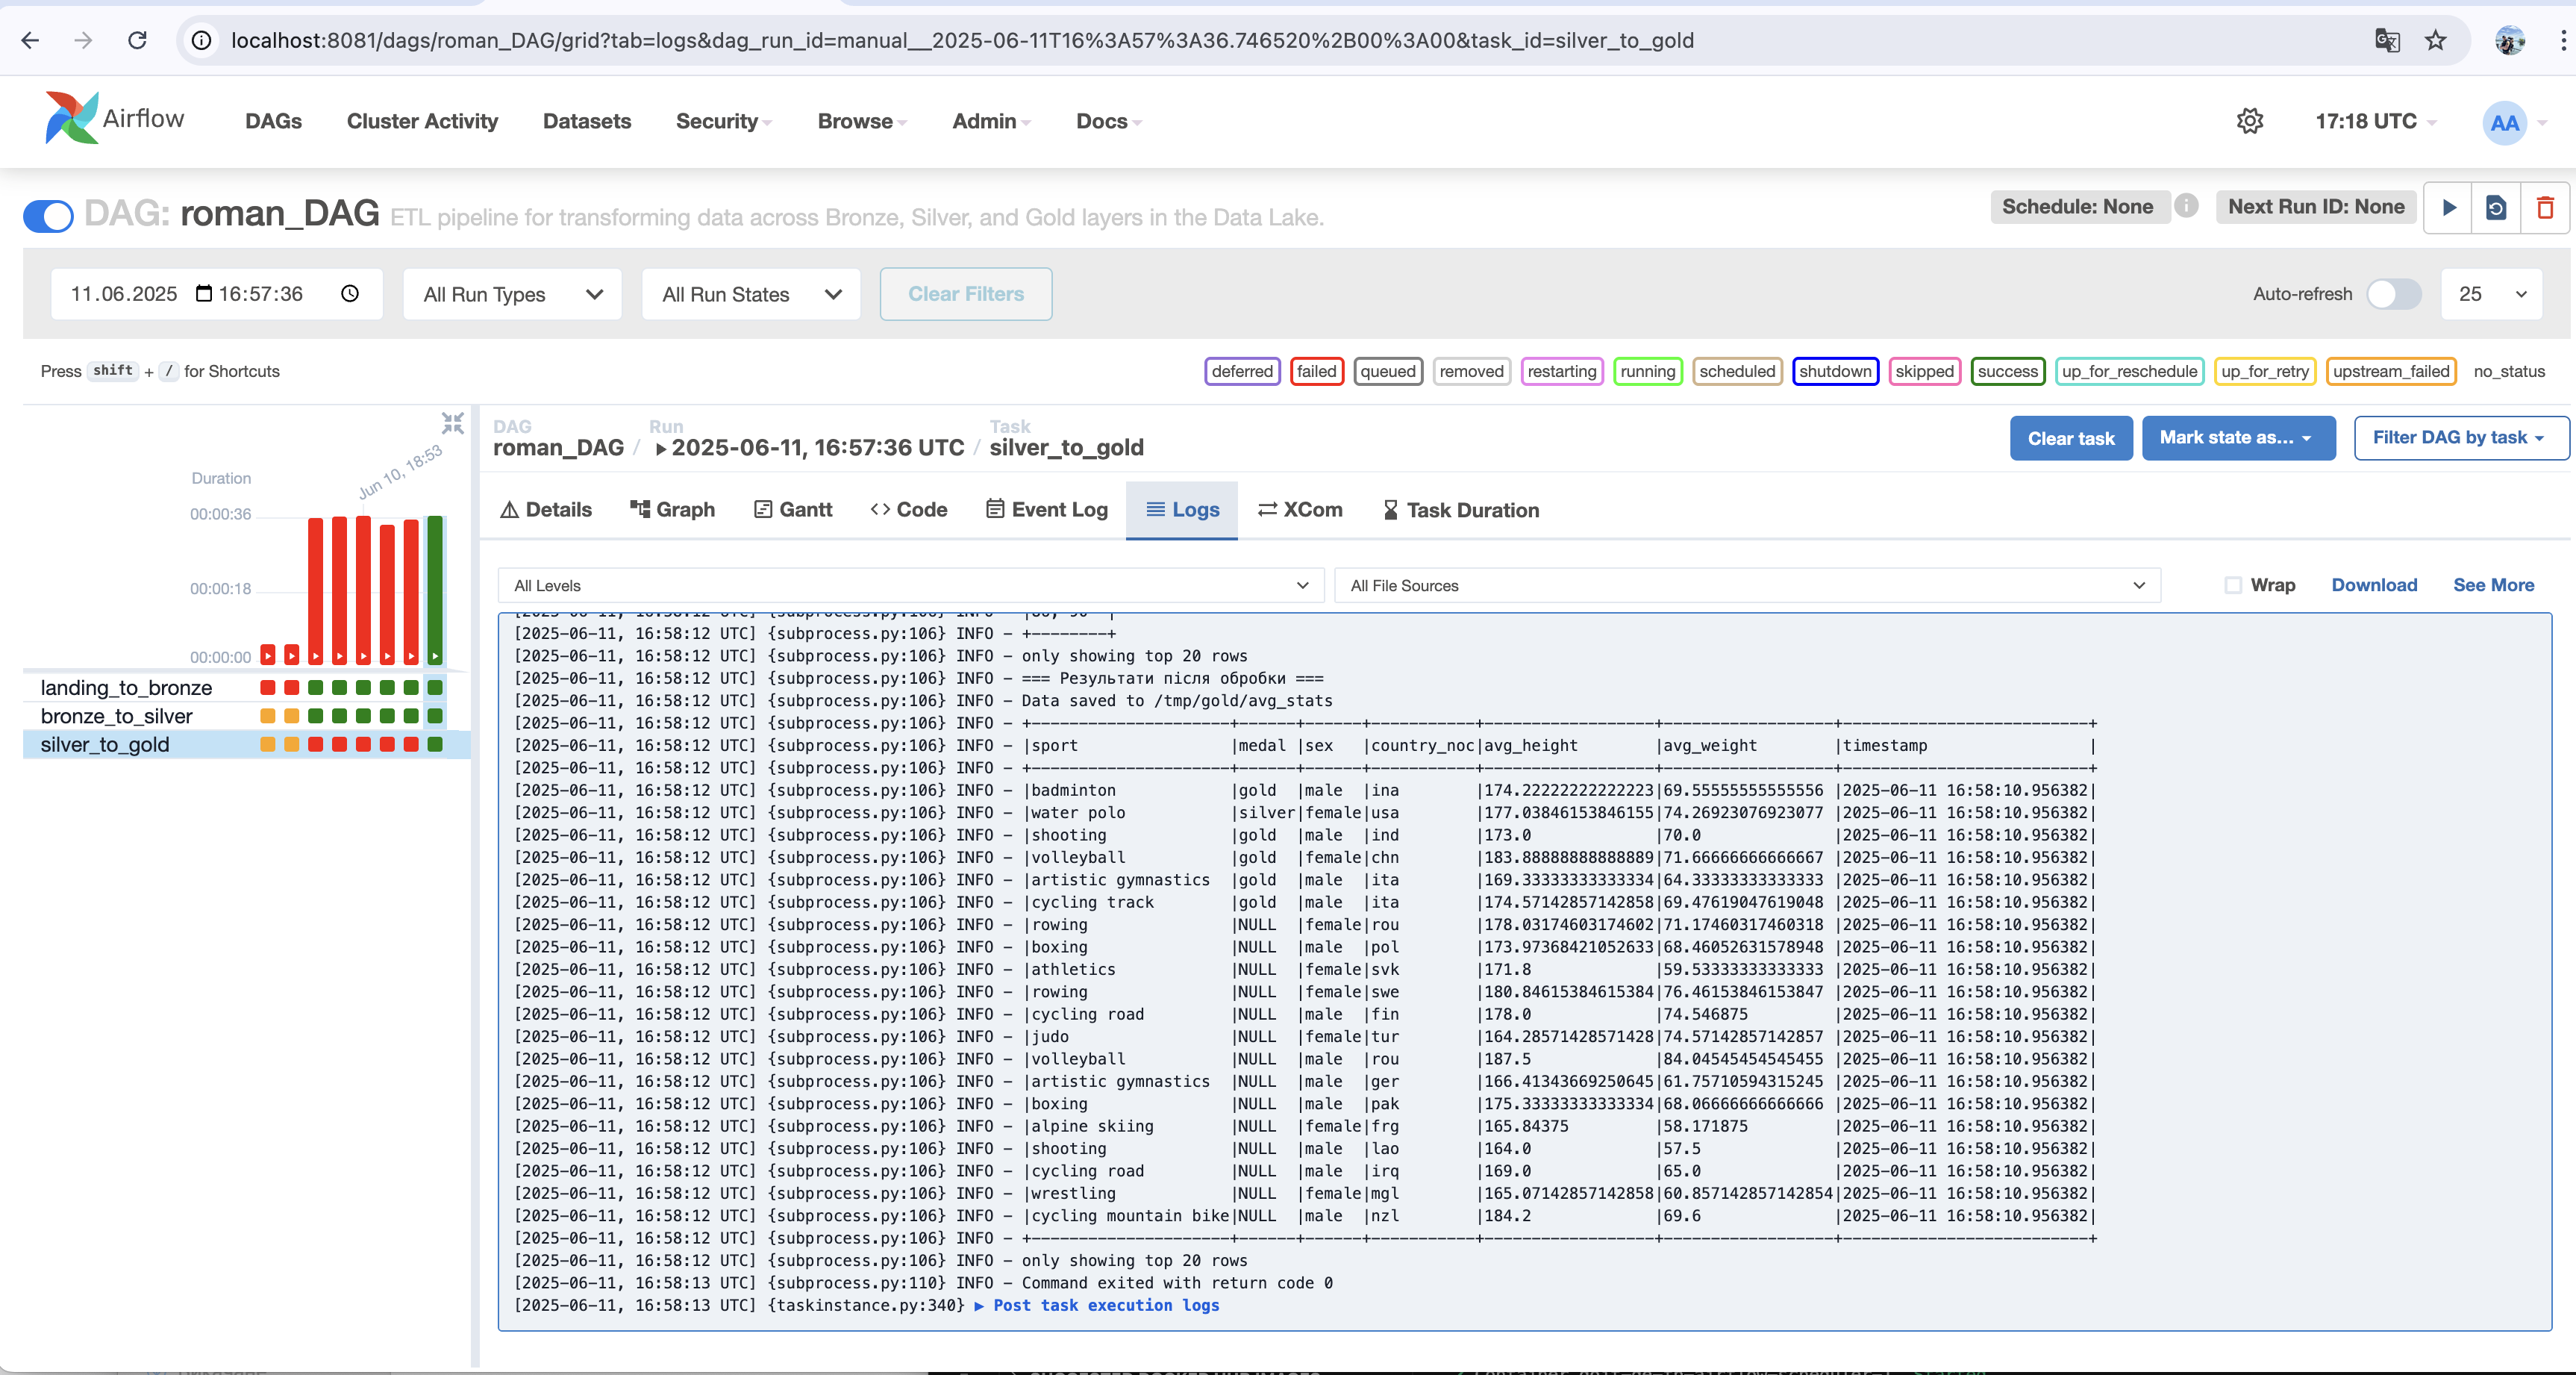 localhost:8081/dags/roman_DAG/grid?tab=logs&dag_run_id=manual__2025-06-11T16%3A57%3A36.746520%2B00%3A00&task_id=silver_to_gold
Airflow DAGs Cluster Activity Datasets Security Browse Admin Docs 17:18 UTC AA
DAG: roman_DAG ETL pipeline for transforming data across Bronze, Silver, and Gold layers in the Data Lake. Schedule: None Next Run ID: None
11.06.2025 16:57:36 All Run Types All Run States Clear Filters Auto-refresh 25
Press shift + / for Shortcuts deferred failed queued removed restarting running scheduled shutdown skipped success up_for_reschedule up_for_retry upstream_failed no_status
DAG Run Task
roman_DAG / 2025-06-11, 16:57:36 UTC / silver_to_gold Clear task Mark state as... Filter DAG by task
Jun 10, 18:53
Duration
00:00:36
00:00:18
00:00:00
landing_to_bronze
bronze_to_silver
silver_to_gold
Details Graph Gantt Code Event Log Logs XCom Task Duration
All Levels All File Sources Wrap Download See More
[2025-06-11, 16:58:12 UTC] {subprocess.py:106} INFO - |80, 90 |
[2025-06-11, 16:58:12 UTC] {subprocess.py:106} INFO - +--------+
[2025-06-11, 16:58:12 UTC] {subprocess.py:106} INFO - only showing top 20 rows
[2025-06-11, 16:58:12 UTC] {subprocess.py:106} INFO - === Результати після обробки ===
[2025-06-11, 16:58:12 UTC] {subprocess.py:106} INFO - Data saved to /tmp/gold/avg_stats
[2025-06-11, 16:58:12 UTC] {subprocess.py:106} INFO - +---------------------+------+------+-----------+------------------+------------------+--------------------------+
[2025-06-11, 16:58:12 UTC] {subprocess.py:106} INFO - |sport |medal |sex |country_noc|avg_height |avg_weight |timestamp |
[2025-06-11, 16:58:12 UTC] {subprocess.py:106} INFO - +---------------------+------+------+-----------+------------------+------------------+--------------------------+
[2025-06-11, 16:58:12 UTC] {subprocess.py:106} INFO - |badminton |gold |male |ina |174.22222222222223|69.55555555555556 |2025-06-11 16:58:10.956382|
[2025-06-11, 16:58:12 UTC] {subprocess.py:106} INFO - |water polo |silver|female|usa |177.03846153846155|74.26923076923077 |2025-06-11 16:58:10.956382|
[2025-06-11, 16:58:12 UTC] {subprocess.py:106} INFO - |shooting |gold |male |ind |173.0 |70.0 |2025-06-11 16:58:10.956382|
[2025-06-11, 16:58:12 UTC] {subprocess.py:106} INFO - |volleyball |gold |female|chn |183.88888888888889|71.66666666666667 |2025-06-11 16:58:10.956382|
[2025-06-11, 16:58:12 UTC] {subprocess.py:106} INFO - |artistic gymnastics |gold |male |ita |169.33333333333334|64.33333333333333 |2025-06-11 16:58:10.956382|
[2025-06-11, 16:58:12 UTC] {subprocess.py:106} INFO - |cycling track |gold |male |ita |174.57142857142858|69.47619047619048 |2025-06-11 16:58:10.956382|
[2025-06-11, 16:58:12 UTC] {subprocess.py:106} INFO - |rowing |NULL |female|rou |178.03174603174602|71.17460317460318 |2025-06-11 16:58:10.956382|
[2025-06-11, 16:58:12 UTC] {subprocess.py:106} INFO - |boxing |NULL |male |pol |173.97368421052633|68.46052631578948 |2025-06-11 16:58:10.956382|
[2025-06-11, 16:58:12 UTC] {subprocess.py:106} INFO - |athletics |NULL |female|svk |171.8 |59.53333333333333 |2025-06-11 16:58:10.956382|
[2025-06-11, 16:58:12 UTC] {subprocess.py:106} INFO - |rowing |NULL |female|swe |180.84615384615384|76.46153846153847 |2025-06-11 16:58:10.956382|
[2025-06-11, 16:58:12 UTC] {subprocess.py:106} INFO - |cycling road |NULL |male |fin |178.0 |74.546875 |2025-06-11 16:58:10.956382|
[2025-06-11, 16:58:12 UTC] {subprocess.py:106} INFO - |judo |NULL |female|tur |164.28571428571428|74.57142857142857 |2025-06-11 16:58:10.956382|
[2025-06-11, 16:58:12 UTC] {subprocess.py:106} INFO - |volleyball |NULL |male |rou |187.5 |84.04545454545455 |2025-06-11 16:58:10.956382|
[2025-06-11, 16:58:12 UTC] {subprocess.py:106} INFO - |artistic gymnastics |NULL |male |ger |166.41343669250645|61.75710594315245 |2025-06-11 16:58:10.956382|
[2025-06-11, 16:58:12 UTC] {subprocess.py:106} INFO - |boxing |NULL |male |pak |175.33333333333334|68.06666666666666 |2025-06-11 16:58:10.956382|
[2025-06-11, 16:58:12 UTC] {subprocess.py:106} INFO - |alpine skiing |NULL |female|frg |165.84375 |58.171875 |2025-06-11 16:58:10.956382|
[2025-06-11, 16:58:12 UTC] {subprocess.py:106} INFO - |shooting |NULL |male |lao |164.0 |57.5 |2025-06-11 16:58:10.956382|
[2025-06-11, 16:58:12 UTC] {subprocess.py:106} INFO - |cycling road |NULL |male |irq |169.0 |65.0 |2025-06-11 16:58:10.956382|
[2025-06-11, 16:58:12 UTC] {subprocess.py:106} INFO - |wrestling |NULL |female|mgl |165.07142857142858|60.857142857142854|2025-06-11 16:58:10.956382|
[2025-06-11, 16:58:12 UTC] {subprocess.py:106} INFO - |cycling mountain bike|NULL |male |nzl |184.2 |69.6 |2025-06-11 16:58:10.956382|
[2025-06-11, 16:58:12 UTC] {subprocess.py:106} INFO - +---------------------+------+------+-----------+------------------+------------------+--------------------------+
[2025-06-11, 16:58:12 UTC] {subprocess.py:106} INFO - only showing top 20 rows
[2025-06-11, 16:58:13 UTC] {subprocess.py:110} INFO - Command exited with return code 0
[2025-06-11, 16:58:13 UTC] {taskinstance.py:340} ▶ Post task execution logs